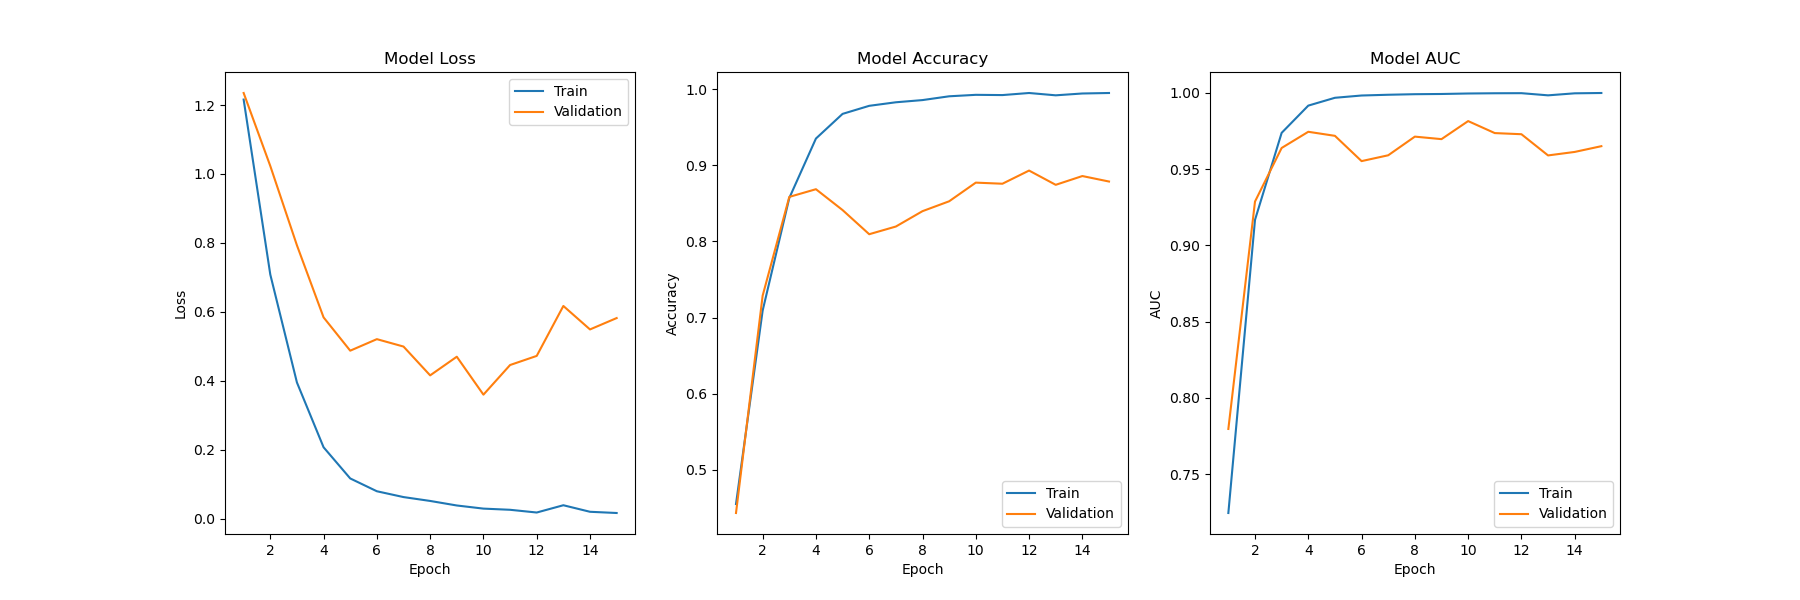 Model Loss
Train
Validation
1.2
1.0
0.8
0.6
0.4
0.2
0.0
Loss
2 4 6 8 10 12 14
Epoch
Model Accuracy
1.0
0.9
0.8
0.7
0.6
0.5
Accuracy
Train
Validation
2 4 6 8 10 12 14
Epoch
Model AUC
1.00
0.95
0.90
0.85
0.80
0.75
AUC
Train
Validation
2 4 6 8 10 12 14
Epoch